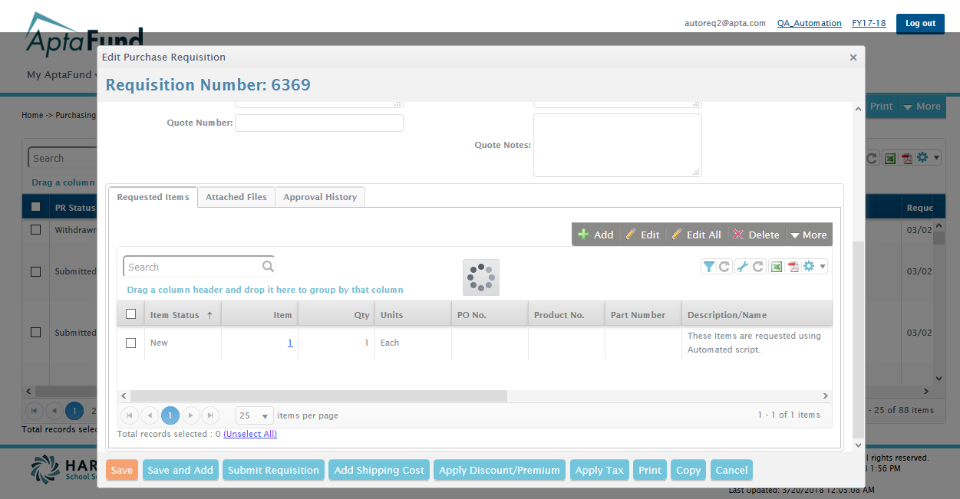 autoreq2@apta.com QA_Automation FY17-18 Log out
AptaFund
My AptaFund
Edit Purchase Requisition
Requisition Number: 6369
Home -> Purchasing
Print More
Quote Number:
Quote Notes:
Search
Drag a column
PR Status
Reque
Withdrawn
03/02
Submitted
03/02
Submitted
03/02
Requested Items Attached Files Approval History
Add Edit Edit All Delete More
Search
Drag a column header and drop it here to group by that column
Item Status ↑ Item Qty Units PO No. Product No. Part Number Description/Name
New 1 1 Each These Items are requested using
Automated script.
1 25 items per page 1 - 1 of 1 items
Total records selected : 0 (Unselect All)
1 2
- 25 of 88 items
Total records selected
Save Save and Add Submit Requisition Add Shipping Cost Apply Discount/Premium Apply Tax Print Copy Cancel
HAR
School S
l rights reserved.
1:56 PM
Last Updated: 3/20/2018 12:03:08 AM